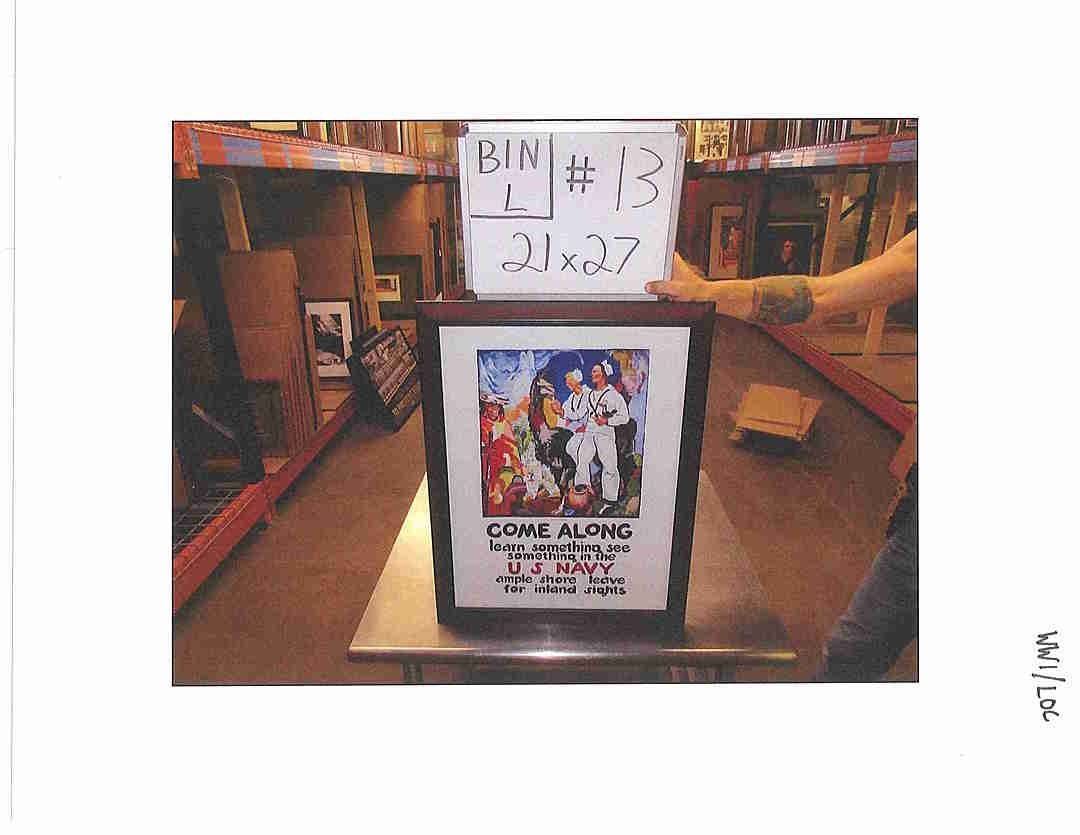 BIN
L
# 13
21x27
COME ALONG
learn something, see
something in the
U S NAVY
ample shore leave
for inland sights
WW1/LOC